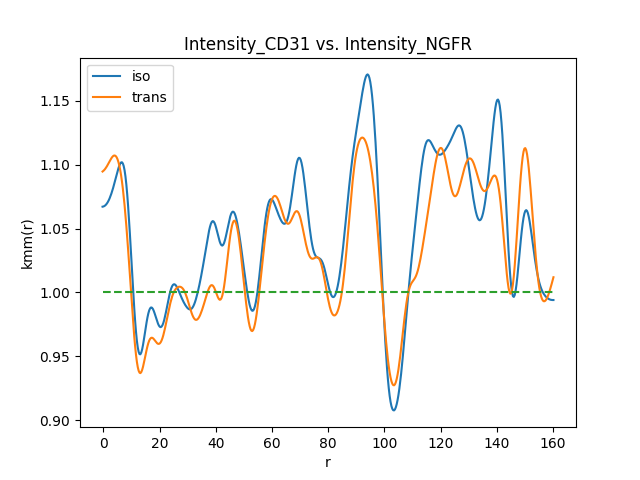 Intensity_CD31 vs. Intensity_NGFR
iso
trans
kmm(r)
1.15
1.10
1.05
1.00
0.95
0.90
0 20 40 60 80 100 120 140 160
r